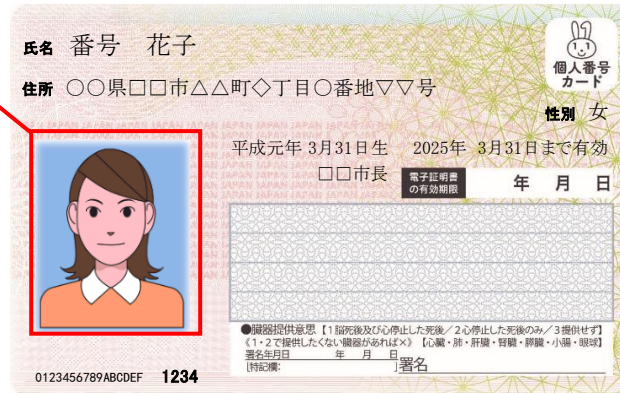 氏名 番号 花子
個人番号
カード
住所 ○○県□□市△△町◇丁目○番地▽▽号
性別 女
平成元年 3月31日生 2025年 3月31日まで有効
□□市長 電子証明書の有効期限 年 月 日
●臓器提供意思【1脳死後及び心停止した死後／2心停止した死後のみ／3提供せず】
《1・2で提供したくない臓器があれば×》【心臓・肺・肝臓・腎臓・膵臓・小腸・眼球】
署名年月日 年 月 日
[特記欄: ]署名
0123456789ABCDEF 1234